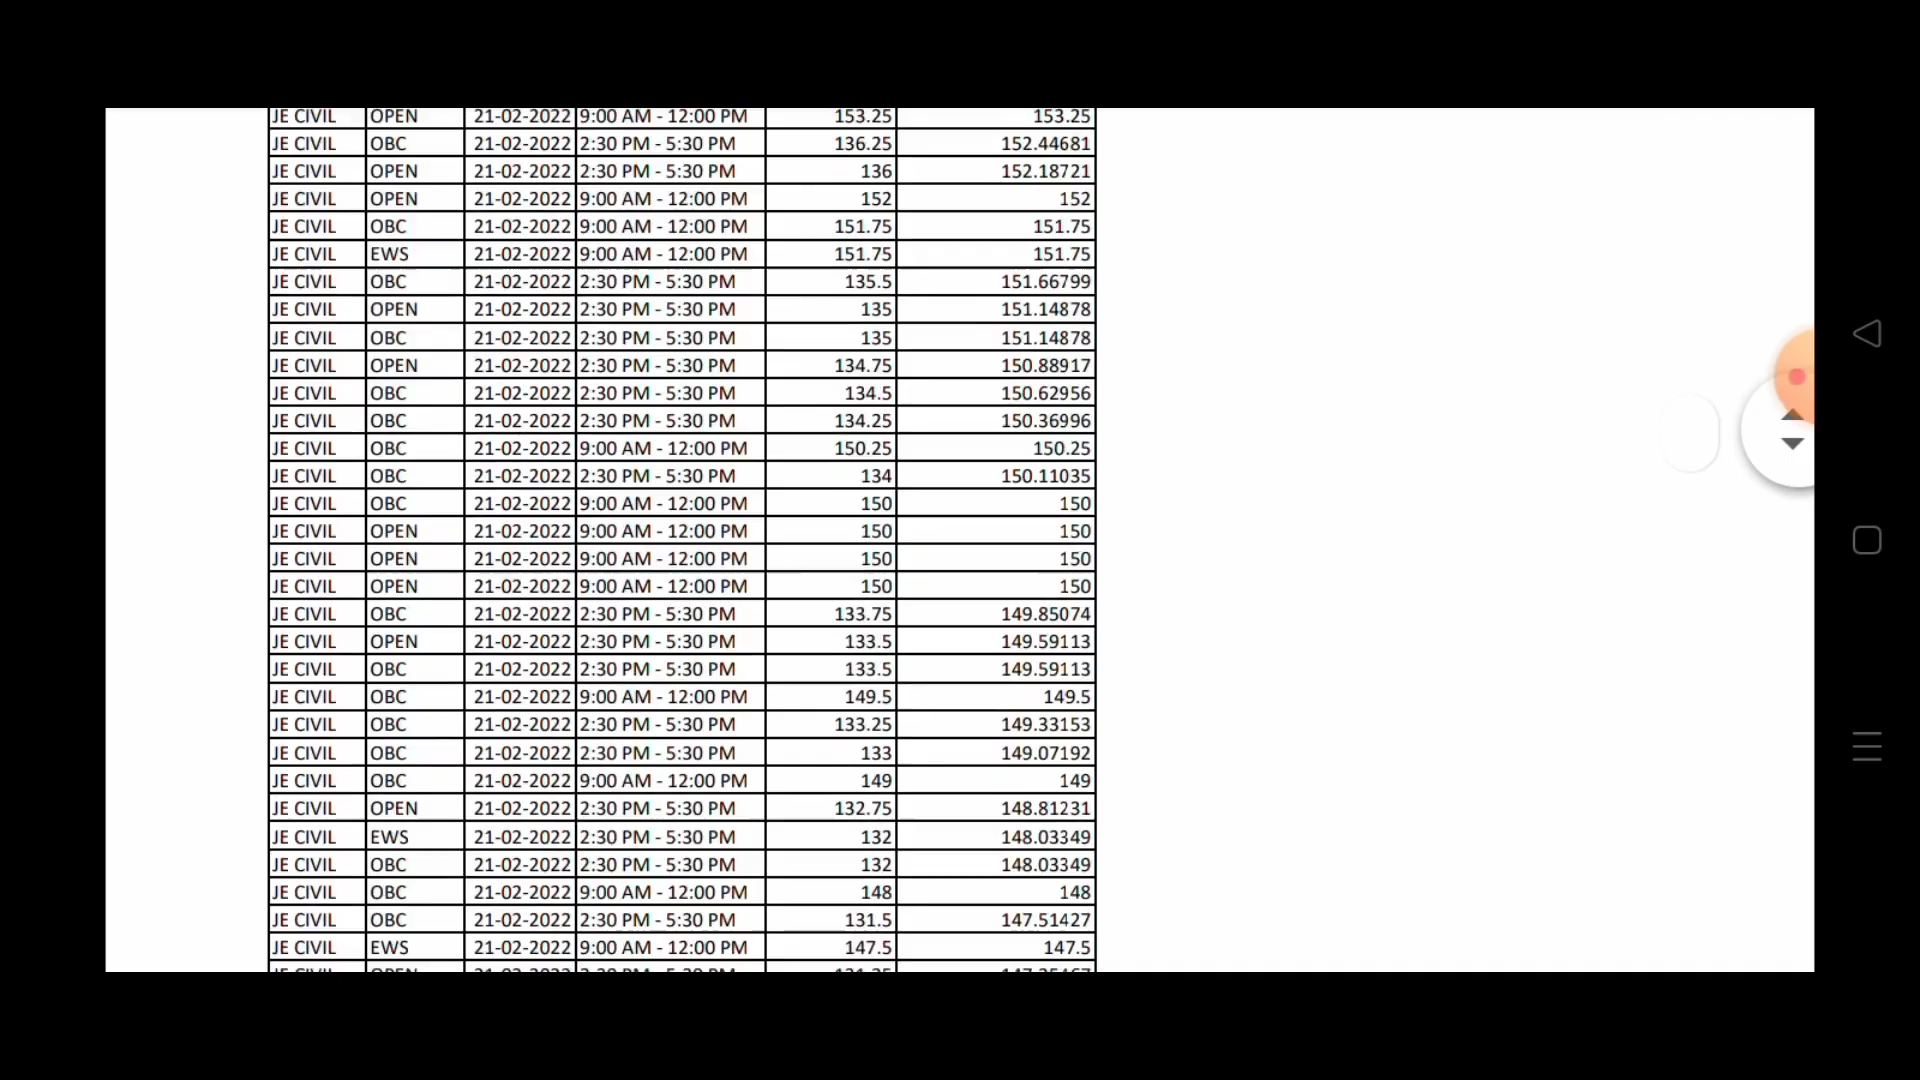 JE CIVIL OPEN 21-02-2022 9:00 AM - 12:00 PM 153.25 153.25
JE CIVIL OBC 21-02-2022 2:30 PM - 5:30 PM 136.25 152.44681
JE CIVIL OPEN 21-02-2022 2:30 PM - 5:30 PM 136 152.18721
JE CIVIL OPEN 21-02-2022 9:00 AM - 12:00 PM 152 152
JE CIVIL OBC 21-02-2022 9:00 AM - 12:00 PM 151.75 151.75
JE CIVIL EWS 21-02-2022 9:00 AM - 12:00 PM 151.75 151.75
JE CIVIL OBC 21-02-2022 2:30 PM - 5:30 PM 135.5 151.66799
JE CIVIL OPEN 21-02-2022 2:30 PM - 5:30 PM 135 151.14878
JE CIVIL OBC 21-02-2022 2:30 PM - 5:30 PM 135 151.14878
JE CIVIL OPEN 21-02-2022 2:30 PM - 5:30 PM 134.75 150.88917
JE CIVIL OBC 21-02-2022 2:30 PM - 5:30 PM 134.5 150.62956
JE CIVIL OBC 21-02-2022 2:30 PM - 5:30 PM 134.25 150.36996
JE CIVIL OBC 21-02-2022 9:00 AM - 12:00 PM 150.25 150.25
JE CIVIL OBC 21-02-2022 2:30 PM - 5:30 PM 134 150.11035
JE CIVIL OBC 21-02-2022 9:00 AM - 12:00 PM 150 150
JE CIVIL OPEN 21-02-2022 9:00 AM - 12:00 PM 150 150
JE CIVIL OPEN 21-02-2022 9:00 AM - 12:00 PM 150 150
JE CIVIL OPEN 21-02-2022 9:00 AM - 12:00 PM 150 150
JE CIVIL OBC 21-02-2022 2:30 PM - 5:30 PM 133.75 149.85074
JE CIVIL OPEN 21-02-2022 2:30 PM - 5:30 PM 133.5 149.59113
JE CIVIL OBC 21-02-2022 2:30 PM - 5:30 PM 133.5 149.59113
JE CIVIL OBC 21-02-2022 9:00 AM - 12:00 PM 149.5 149.5
JE CIVIL OBC 21-02-2022 2:30 PM - 5:30 PM 133.25 149.33153
JE CIVIL OBC 21-02-2022 2:30 PM - 5:30 PM 133 149.07192
JE CIVIL OBC 21-02-2022 9:00 AM - 12:00 PM 149 149
JE CIVIL OPEN 21-02-2022 2:30 PM - 5:30 PM 132.75 148.81231
JE CIVIL EWS 21-02-2022 2:30 PM - 5:30 PM 132 148.03349
JE CIVIL OBC 21-02-2022 2:30 PM - 5:30 PM 132 148.03349
JE CIVIL OBC 21-02-2022 9:00 AM - 12:00 PM 148 148
JE CIVIL OBC 21-02-2022 2:30 PM - 5:30 PM 131.5 147.51427
JE CIVIL EWS 21-02-2022 9:00 AM - 12:00 PM 147.5 147.5